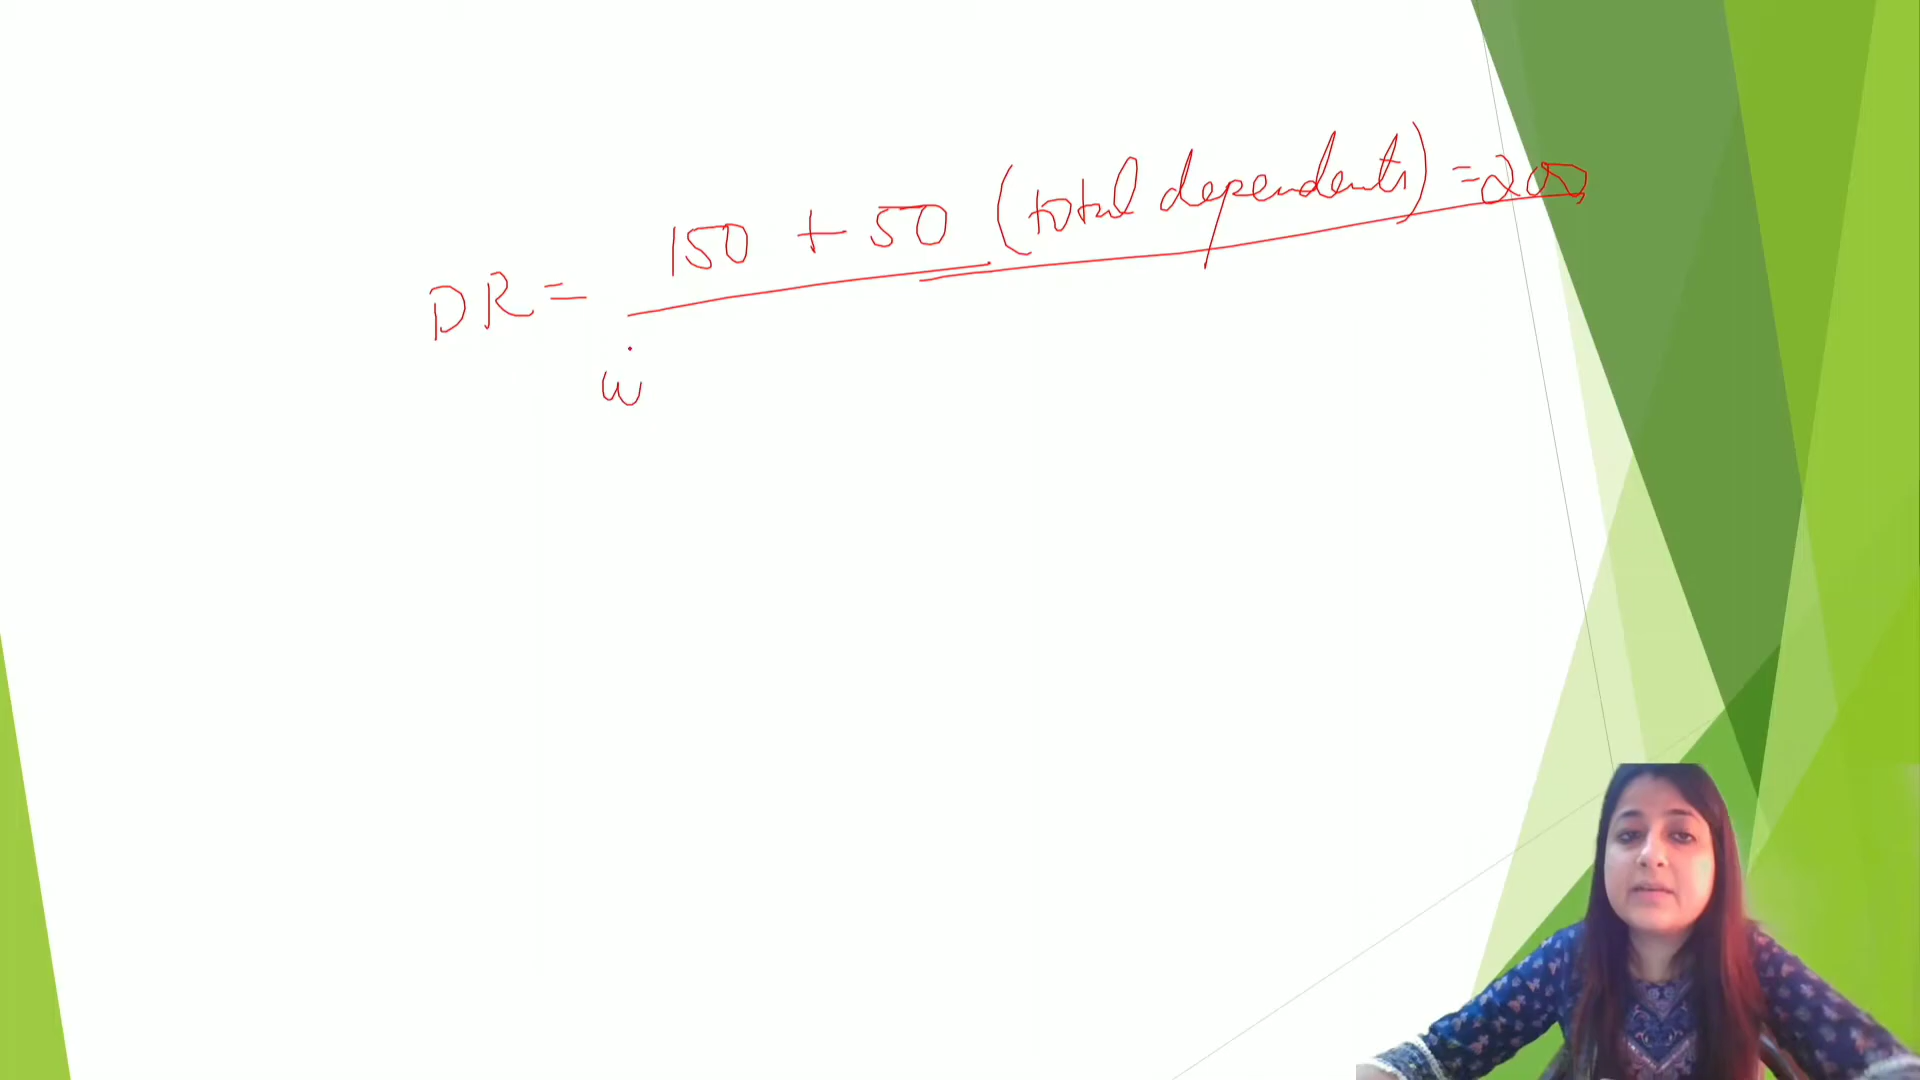 DR = 150 + 50 (total dependents) = 200
w